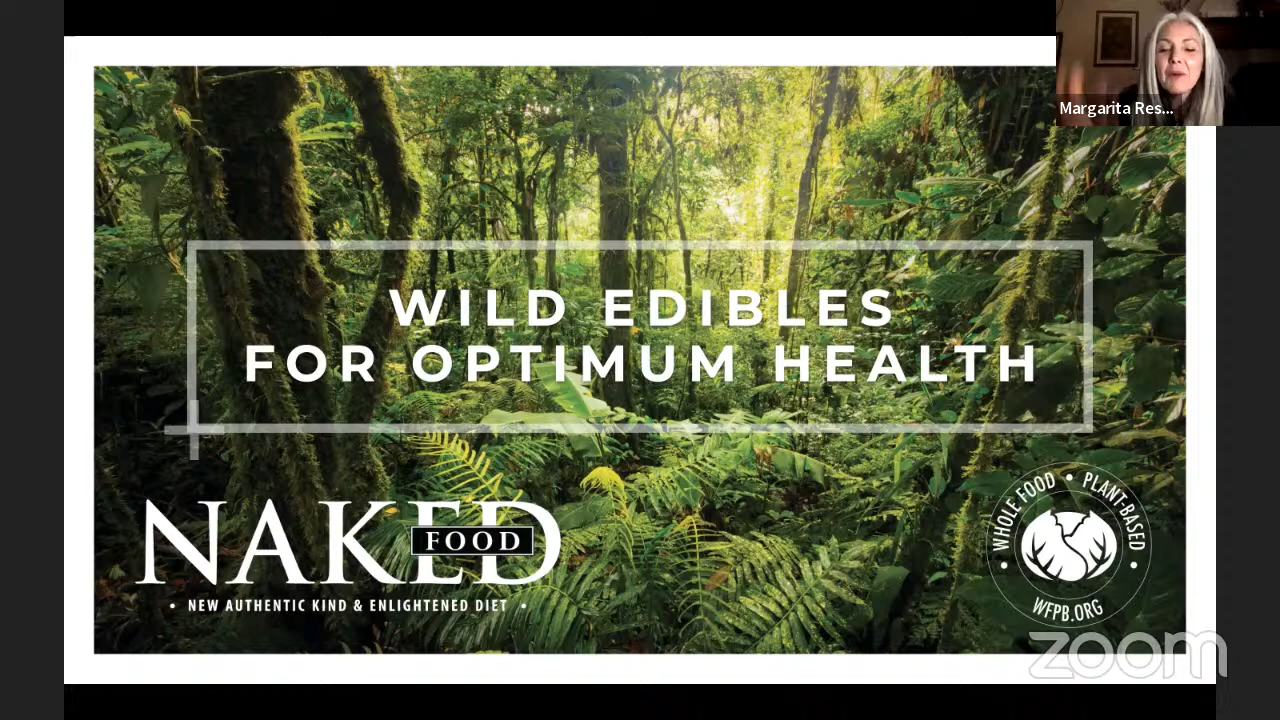 Margarita Res...
WILD EDIBLES
FOR OPTIMUM HEALTH
NAKED
FOOD
• NEW AUTHENTIC KIND & ENLIGHTENED DIET •
• WHOLE FOOD • PLANT-BASED •
WFPB.ORG
zoom